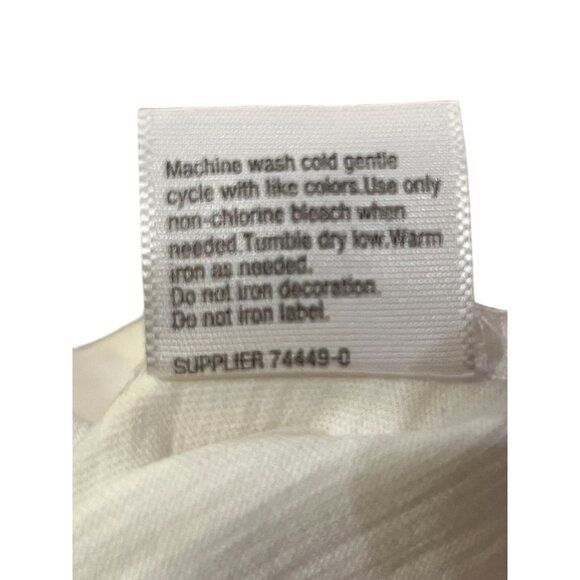 Machine wash cold gentle
cycle with like colors.Use only
non-chlorine bleach when
needed.Tumble dry low.Warm
iron as needed.
Do not iron decoration.
Do not iron label.
SUPPLIER 74449-0